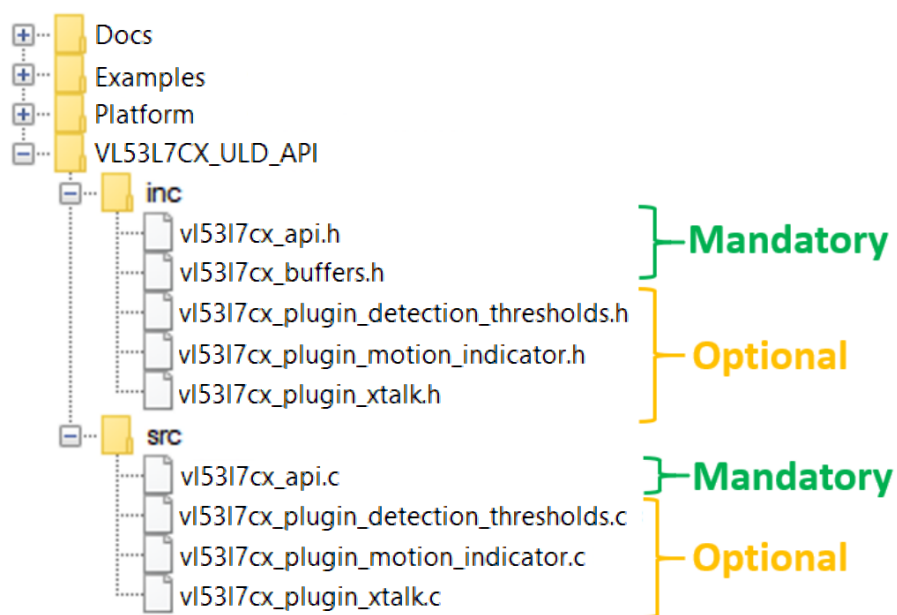 Docs
Examples
Platform
VL53L7CX_ULD_API
inc
vl53l7cx_api.h
Mandatory
vl53l7cx_buffers.h
vl53l7cx_plugin_detection_thresholds.h
vl53l7cx_plugin_motion_indicator.h
Optional
vl53l7cx_plugin_xtalk.h
src
vl53l7cx_api.c
Mandatory
vl53l7cx_plugin_detection_thresholds.c
vl53l7cx_plugin_motion_indicator.c
Optional
vl53l7cx_plugin_xtalk.c